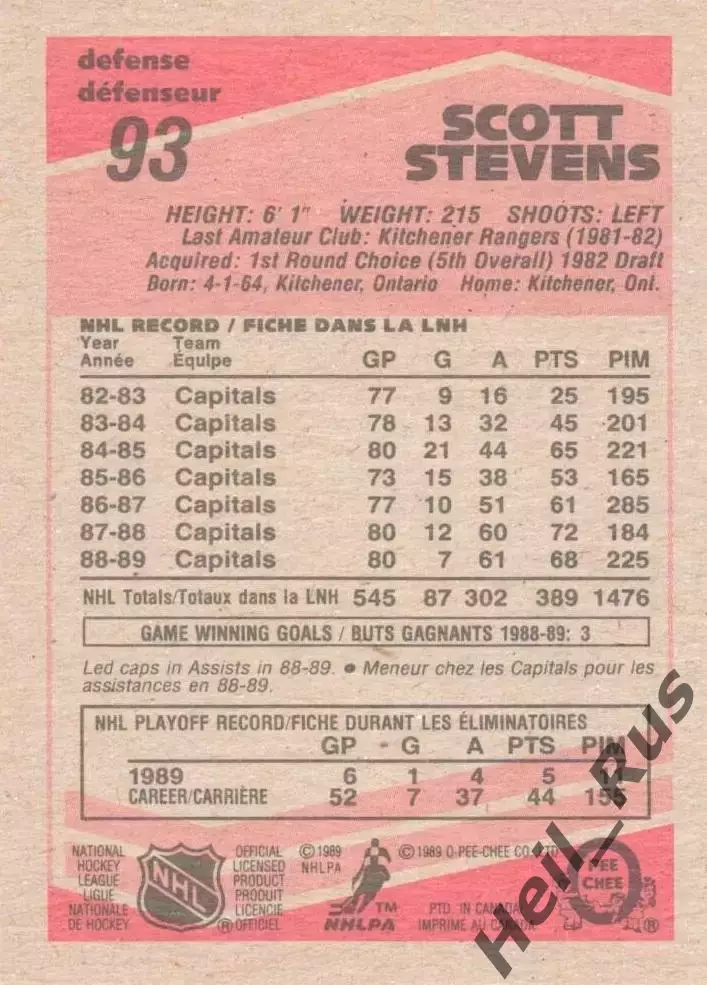 defense
défenseur
93
SCOTT
STEVENS
HEIGHT: 6' 1" WEIGHT: 215 SHOOTS: LEFT
Last Amateur Club: Kitchener Rangers (1981-82)
Acquired: 1st Round Choice (5th Overall) 1982 Draft
Born: 4-1-64, Kitchener, Ontario Home: Kitchener, Ont.
NHL RECORD / FICHE DANS LA LNH
Year Team
Année Équipe GP G A PTS PIM
82-83 Capitals 77 9 16 25 195
83-84 Capitals 78 13 32 45 201
84-85 Capitals 80 21 44 65 221
85-86 Capitals 73 15 38 53 165
86-87 Capitals 77 10 51 61 285
87-88 Capitals 80 12 60 72 184
88-89 Capitals 80 7 61 68 225
NHL Totals/Totaux dans la LNH 545 87 302 389 1476
GAME WINNING GOALS / BUTS GAGNANTS 1988-89: 3
Led caps in Assists in 88-89. ● Meneur chez les Capitals pour les
assistances en 88-89.
NHL PLAYOFF RECORD/FICHE DURANT LES ÉLIMINATOIRES
GP G A PTS PIM
1989 6 1 4 5 11
CAREER/CARRIÈRE 52 7 37 44 155
NATIONAL
HOCKEY
LEAGUE
LIGUE
NATIONALE
DE HOCKEY
NHL
®
OFFICIAL
LICENSED
PRODUCT
PRODUIT
LICENCIE
OFFICIEL
© 1989
NHLPA
TM
NHLPA
© 1989 O-PEE-CHEE CO. LTD
PTD. IN CANADA
IMPRIMÉ AU CANADA
O
PEE
CHEE
®
Hell_Rus